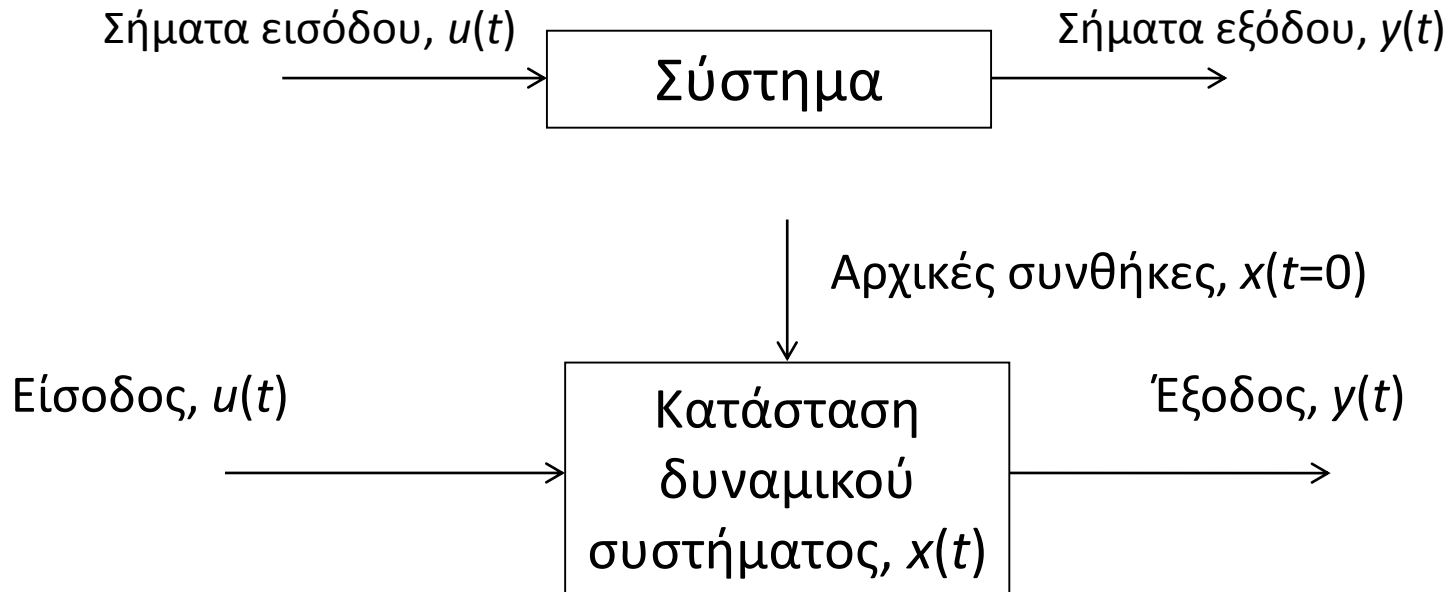 Σήματα εισόδου, u(t)
Σύστημα
Σήματα εξόδου, y(t)
Αρχικές συνθήκες, x(t=0)
Είσοδος, u(t)
Κατάσταση
δυναμικού
συστήματος, x(t)
Έξοδος, y(t)